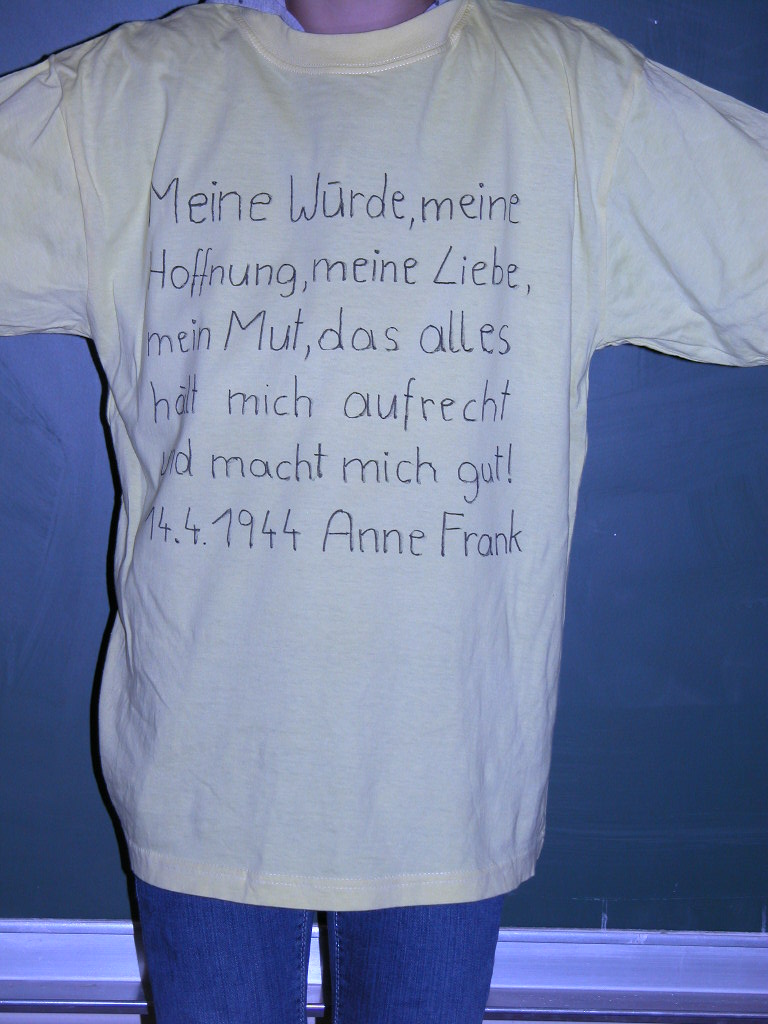 Meine Würde, meine
Hoffnung, meine Liebe,
mein Mut, das alles
hält mich aufrecht
und macht mich gut!
14.4.1944 Anne Frank